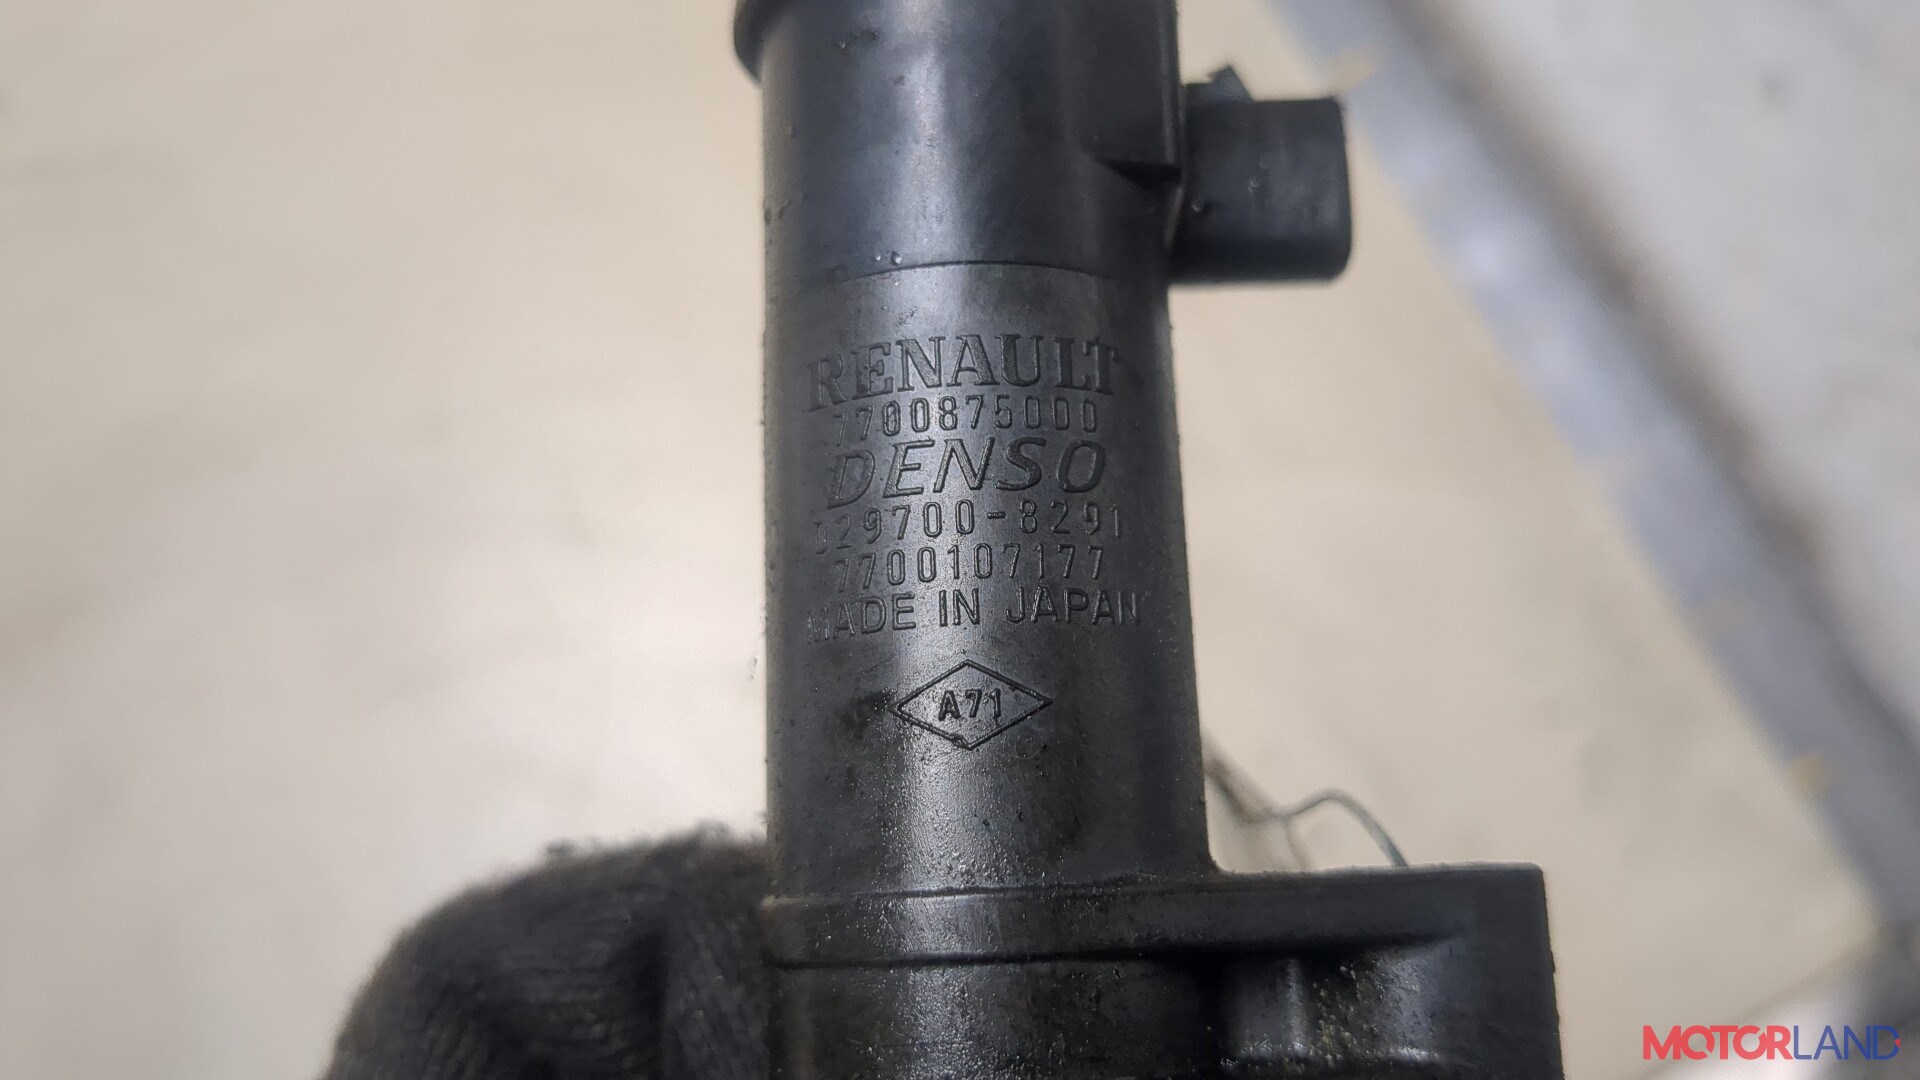 RENAULT
7700875000
DENSO
029700-8291
7700107177
MADE IN JAPAN
A71
MOTORLAND